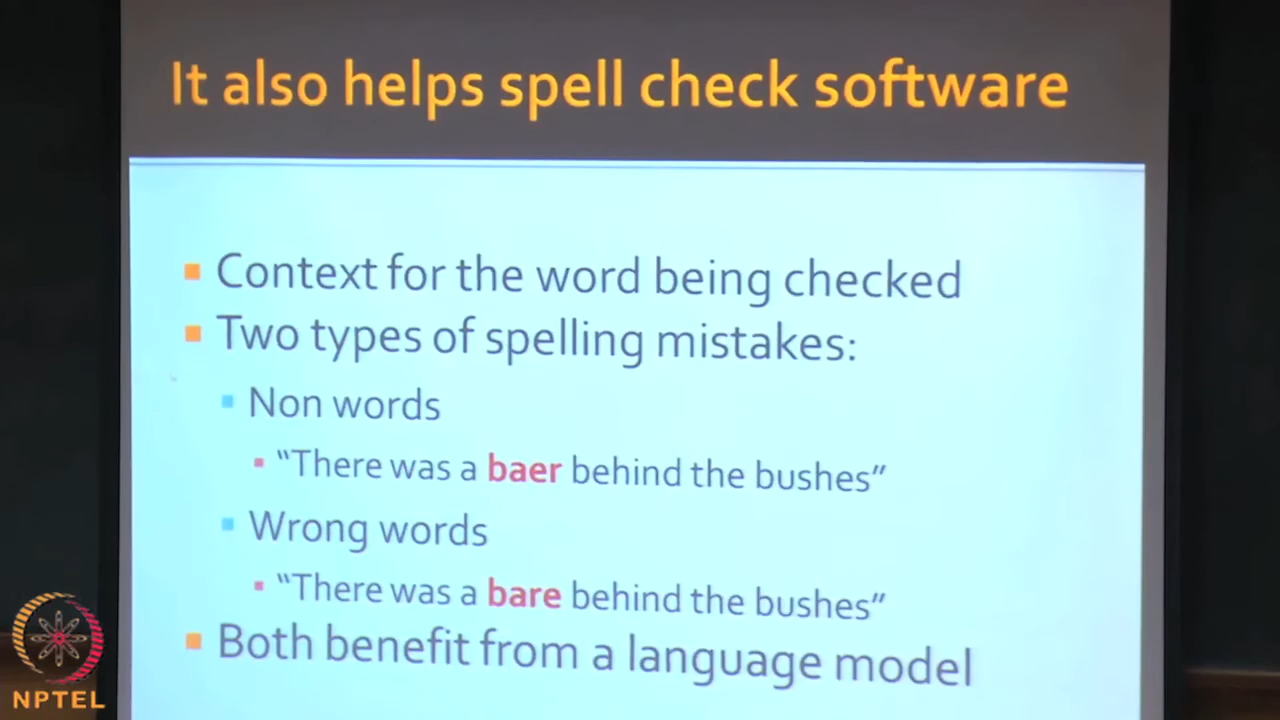 It also helps spell check software
Context for the word being checked
Two types of spelling mistakes:
Non words
“There was a baer behind the bushes”
Wrong words
“There was a bare behind the bushes”
Both benefit from a language model
NPTEL